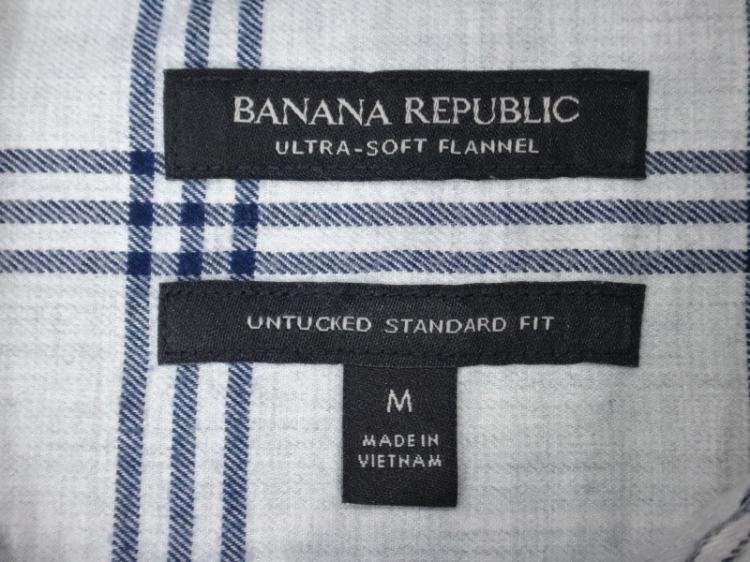 BANANA REPUBLIC
ULTRA-SOFT FLANNEL
UNTUCKED STANDARD FIT
M
MADE IN
VIETNAM